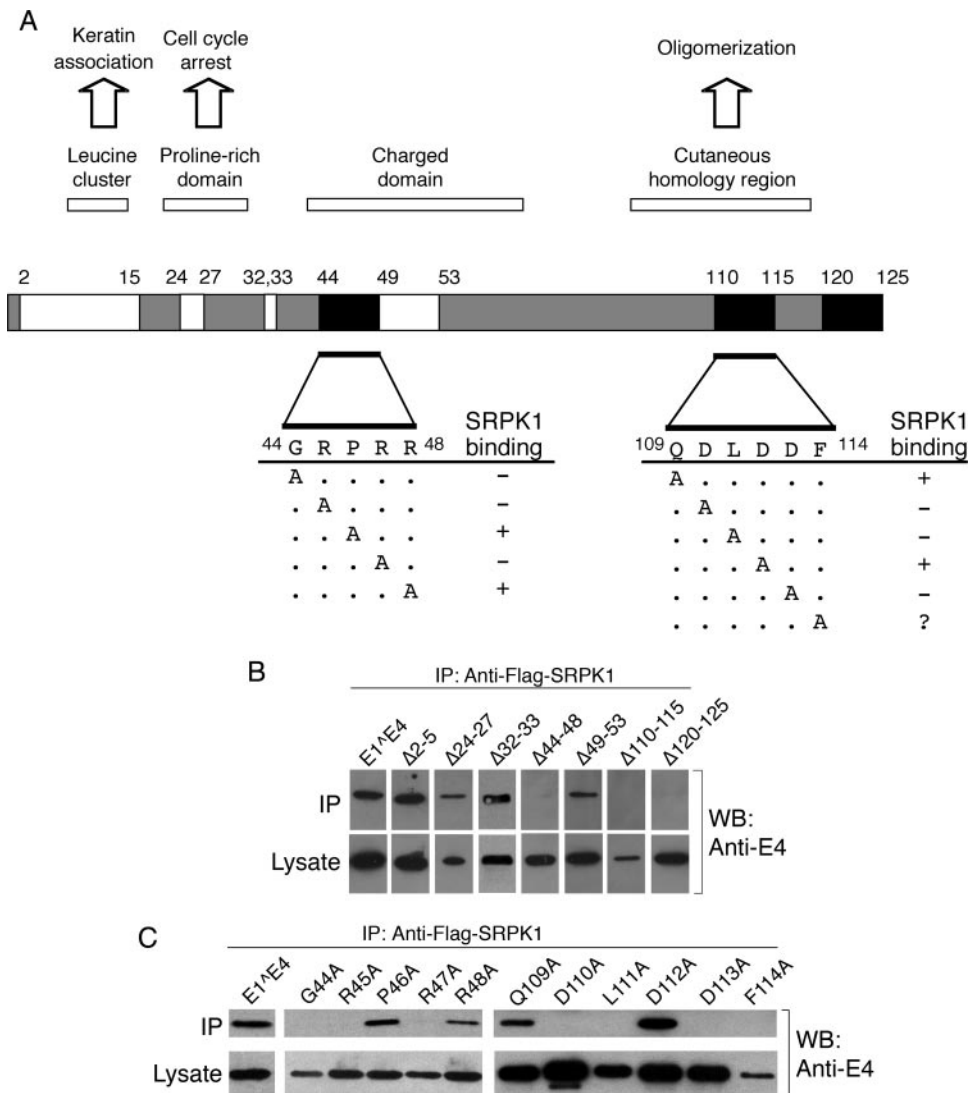 A
Keratin association
Cell cycle arrest
Oligomerization
Leucine cluster
Proline-rich domain
Charged domain
Cutaneous homology region
2 15 24 27 32,33 44 49 53 110 115 120 125
44 G R P R R 48 SRPK1 binding
A . . . . −
. A . . . −
. . A . . +
. . . A . −
. . . . A +
109 Q D L D D F 114 SRPK1 binding
A . . . . . +
. A . . . . −
. . A . . . −
. . . A . . +
. . . . A . −
. . . . . A ?
B
IP: Anti-Flag-SRPK1
E1^E4 Δ2-5 Δ24-27 Δ32-33 Δ44-48 Δ49-53 Δ110-115 Δ120-125
IP
Lysate
WB:
Anti-E4
C
IP: Anti-Flag-SRPK1
E1^E4 G44A R45A P46A R47A R48A Q109A D110A L111A D112A D113A F114A
IP
Lysate
WB:
Anti-E4